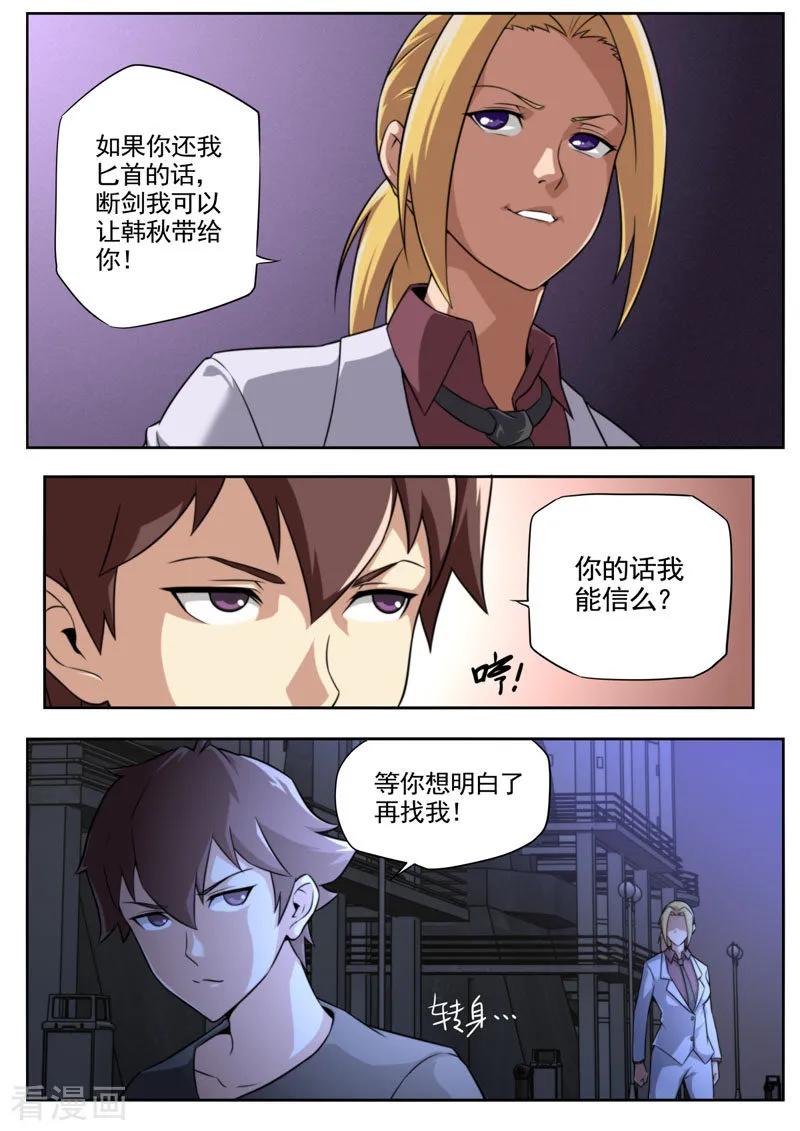 如果你还我
匕首的话，
断剑我可以
让韩秋带给
你！
你的话我
能信么？
哼！
等你想明白了
再找我！
转身…
看漫画